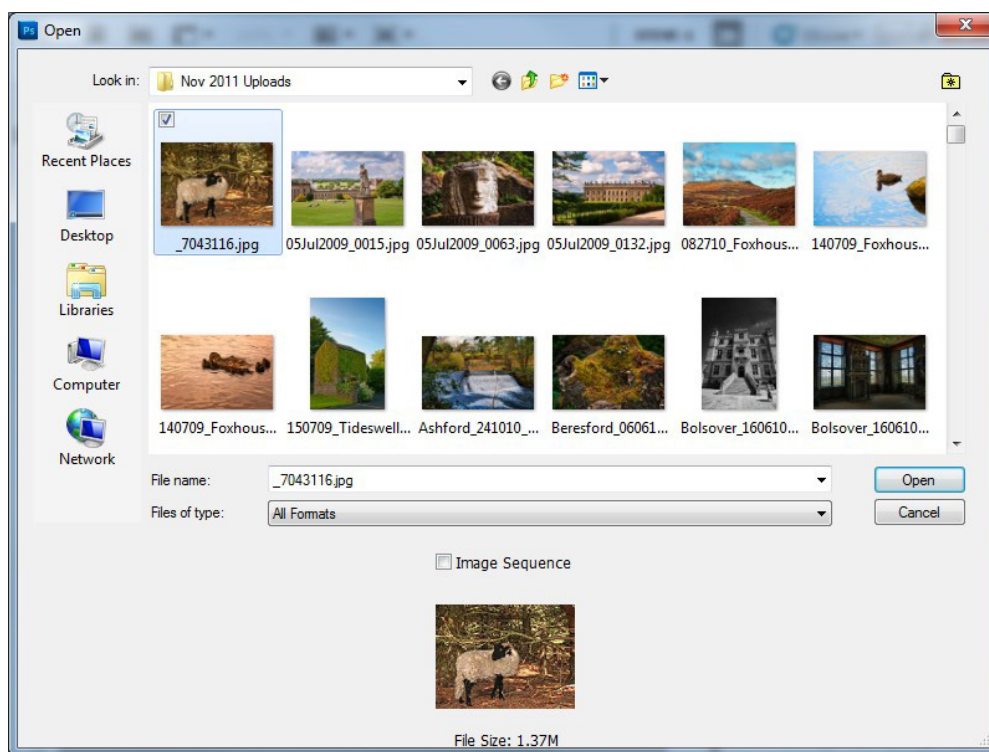 Ps Open
Look in: Nov 2011 Uploads
Recent Places
Desktop
Libraries
Computer
Network
_7043116.jpg 05Jul2009_0015.jpg 05Jul2009_0063.jpg 05Jul2009_0132.jpg 082710_Foxhous... 140709_Foxhous...
140709_Foxhous... 150709_Tideswell... Ashford_241010_... Beresford_06061... Bolsover_160610... Bolsover_160610...
File name: _7043116.jpg Open
Files of type: All Formats Cancel
Image Sequence
File Size: 1.37M